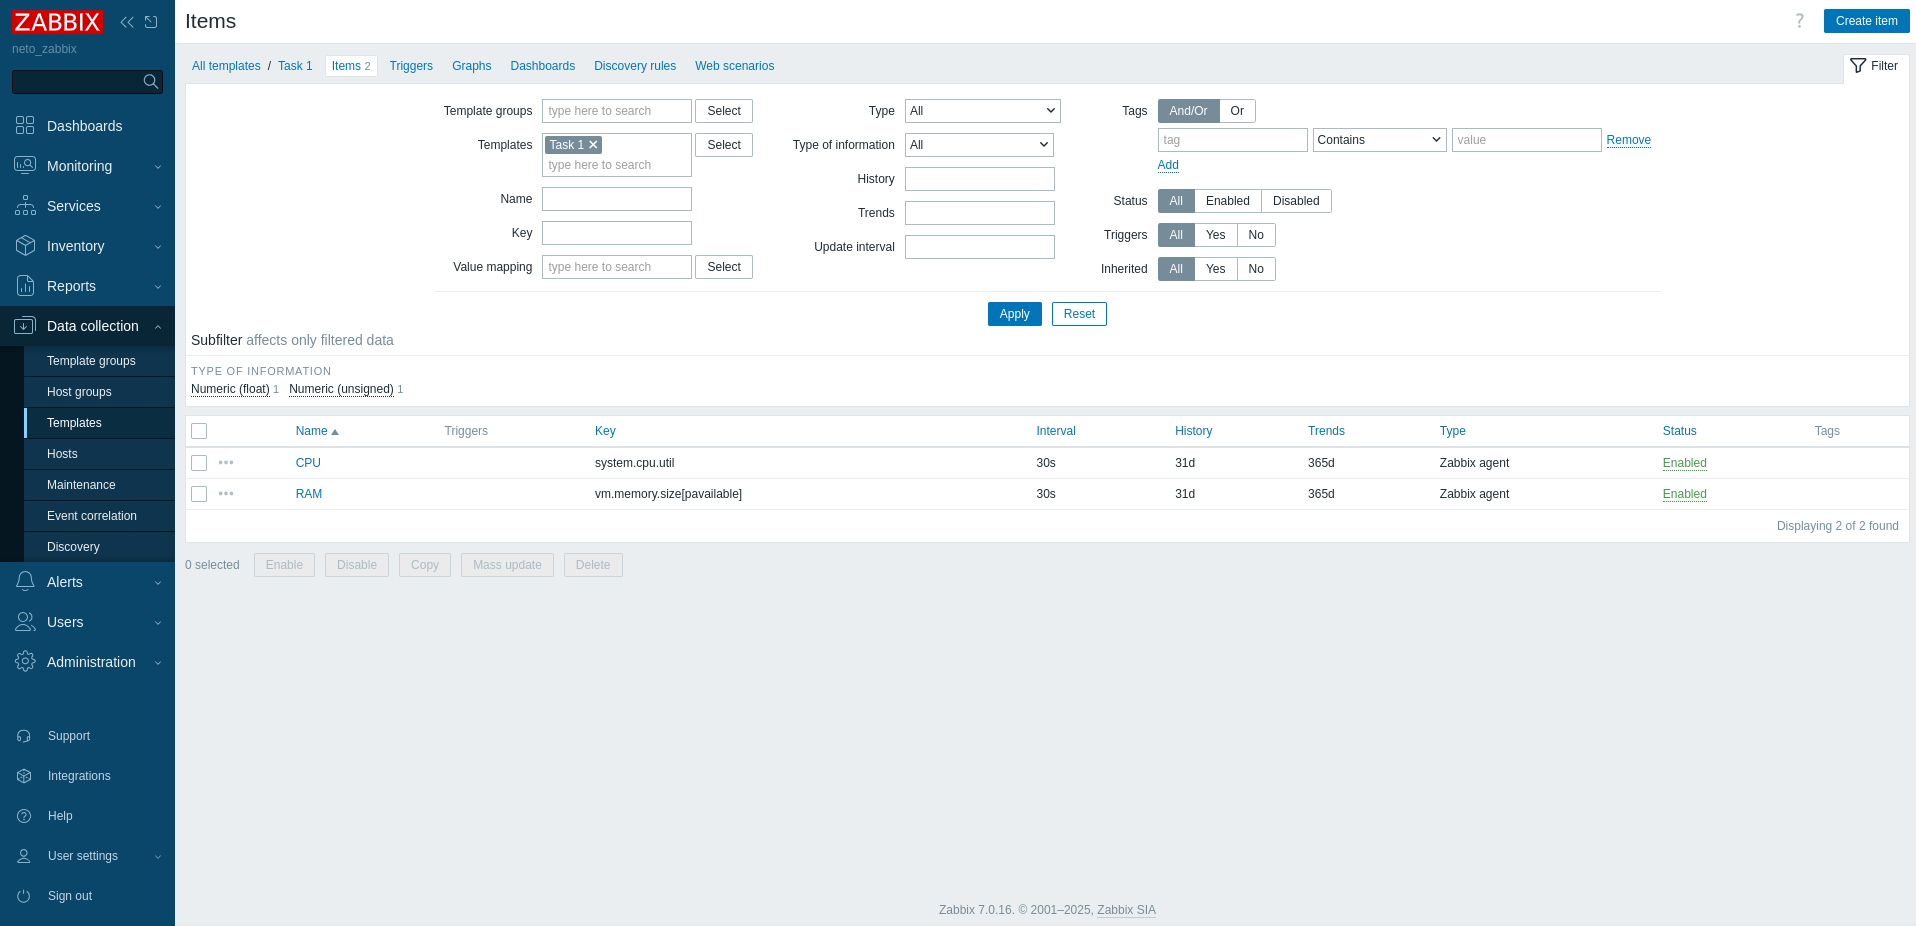 ZABBIX
neto_zabbix
Dashboards
Monitoring
Services
Inventory
Reports
Data collection
Template groups
Host groups
Templates
Hosts
Maintenance
Event correlation
Discovery
Alerts
Users
Administration
Support
Integrations
Help
User settings
Sign out
Items
? Create item
All templates / Task 1 Items 2 Triggers Graphs Dashboards Discovery rules Web scenarios
Filter
Template groups type here to search Select
Templates Task 1 Select
type here to search
Name
Key
Value mapping type here to search Select
Type All
Type of information All
History
Trends
Update interval
Tags And/Or Or
tag Contains value Remove
Add
Status All Enabled Disabled
Triggers All Yes No
Inherited All Yes No
Apply Reset
Subfilter affects only filtered data
TYPE OF INFORMATION
Numeric (float) 1 Numeric (unsigned) 1
Name Triggers Key Interval History Trends Type Status Tags
CPU system.cpu.util 30s 31d 365d Zabbix agent Enabled
RAM vm.memory.size[pavailable] 30s 31d 365d Zabbix agent Enabled
Displaying 2 of 2 found
0 selected Enable Disable Copy Mass update Delete
Zabbix 7.0.16. © 2001–2025, Zabbix SIA